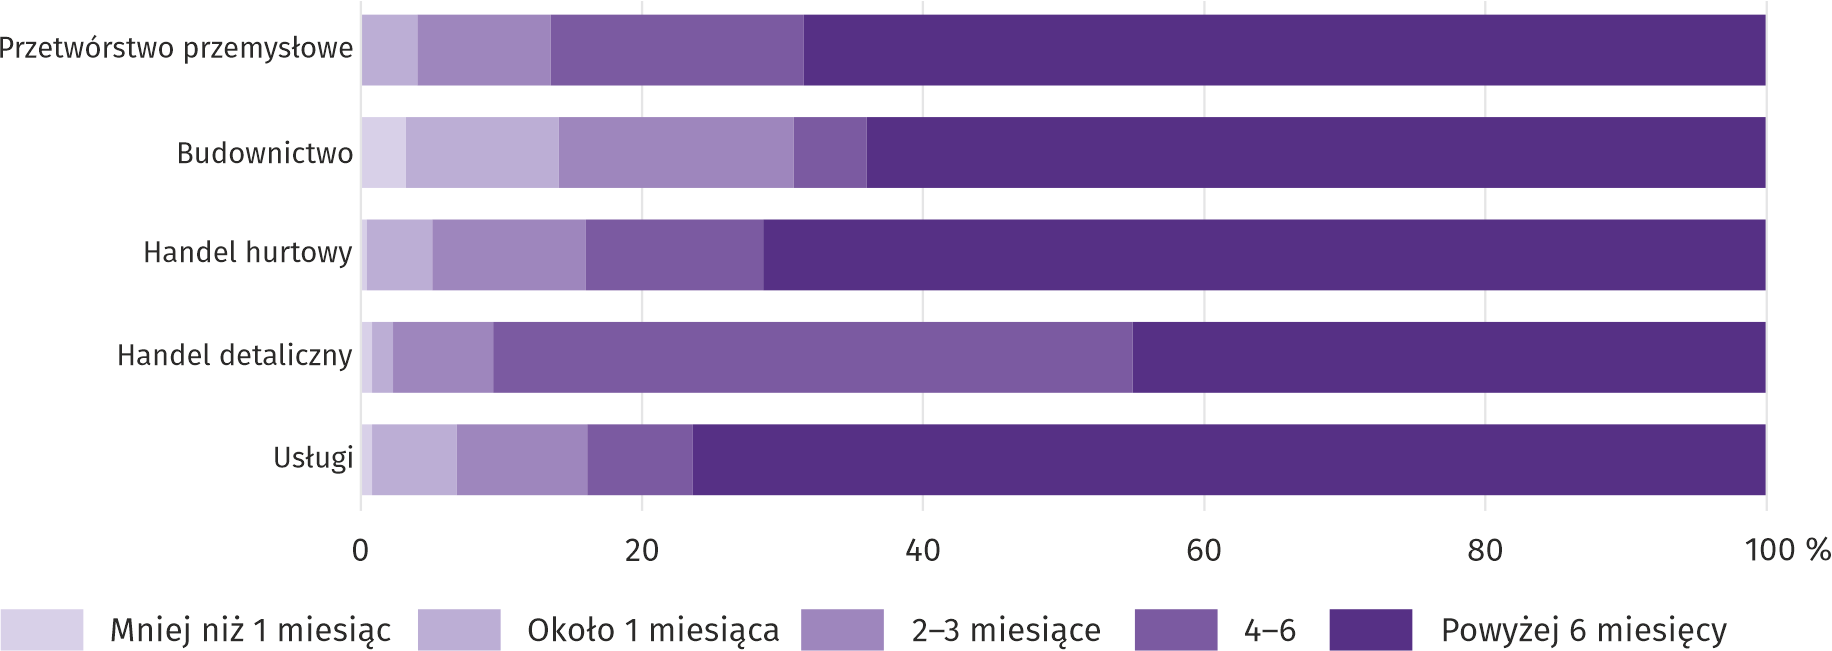 Przetwórstwo przemysłowe
Budownictwo
Handel hurtowy
Handel detaliczny
Usługi
0 20 40 60 80 100 %
Mniej niż 1 miesiąc Około 1 miesiąca 2–3 miesiące 4–6 Powyżej 6 miesięcy